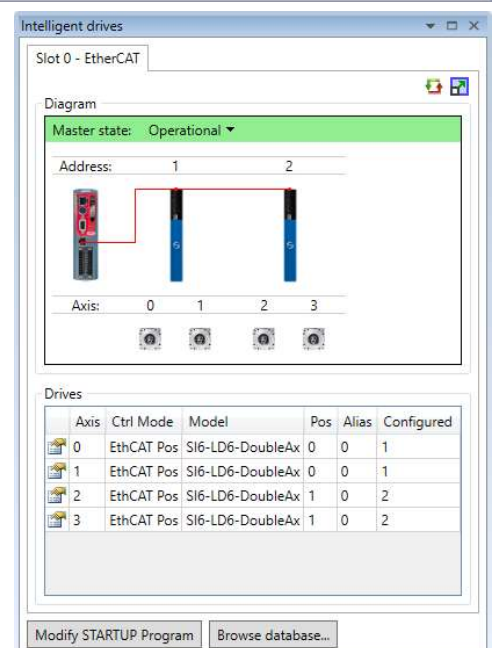 Intelligent drives
Slot 0 - EtherCAT
Diagram
Master state: Operational
Address: 1 2
Axis: 0 1 2 3
Drives
Axis Ctrl Mode Model Pos Alias Configured
0 EthCAT Pos SI6-LD6-DoubleAx 0 0 1
1 EthCAT Pos SI6-LD6-DoubleAx 0 0 1
2 EthCAT Pos SI6-LD6-DoubleAx 1 0 2
3 EthCAT Pos SI6-LD6-DoubleAx 1 0 2
Modify STARTUP Program Browse database...